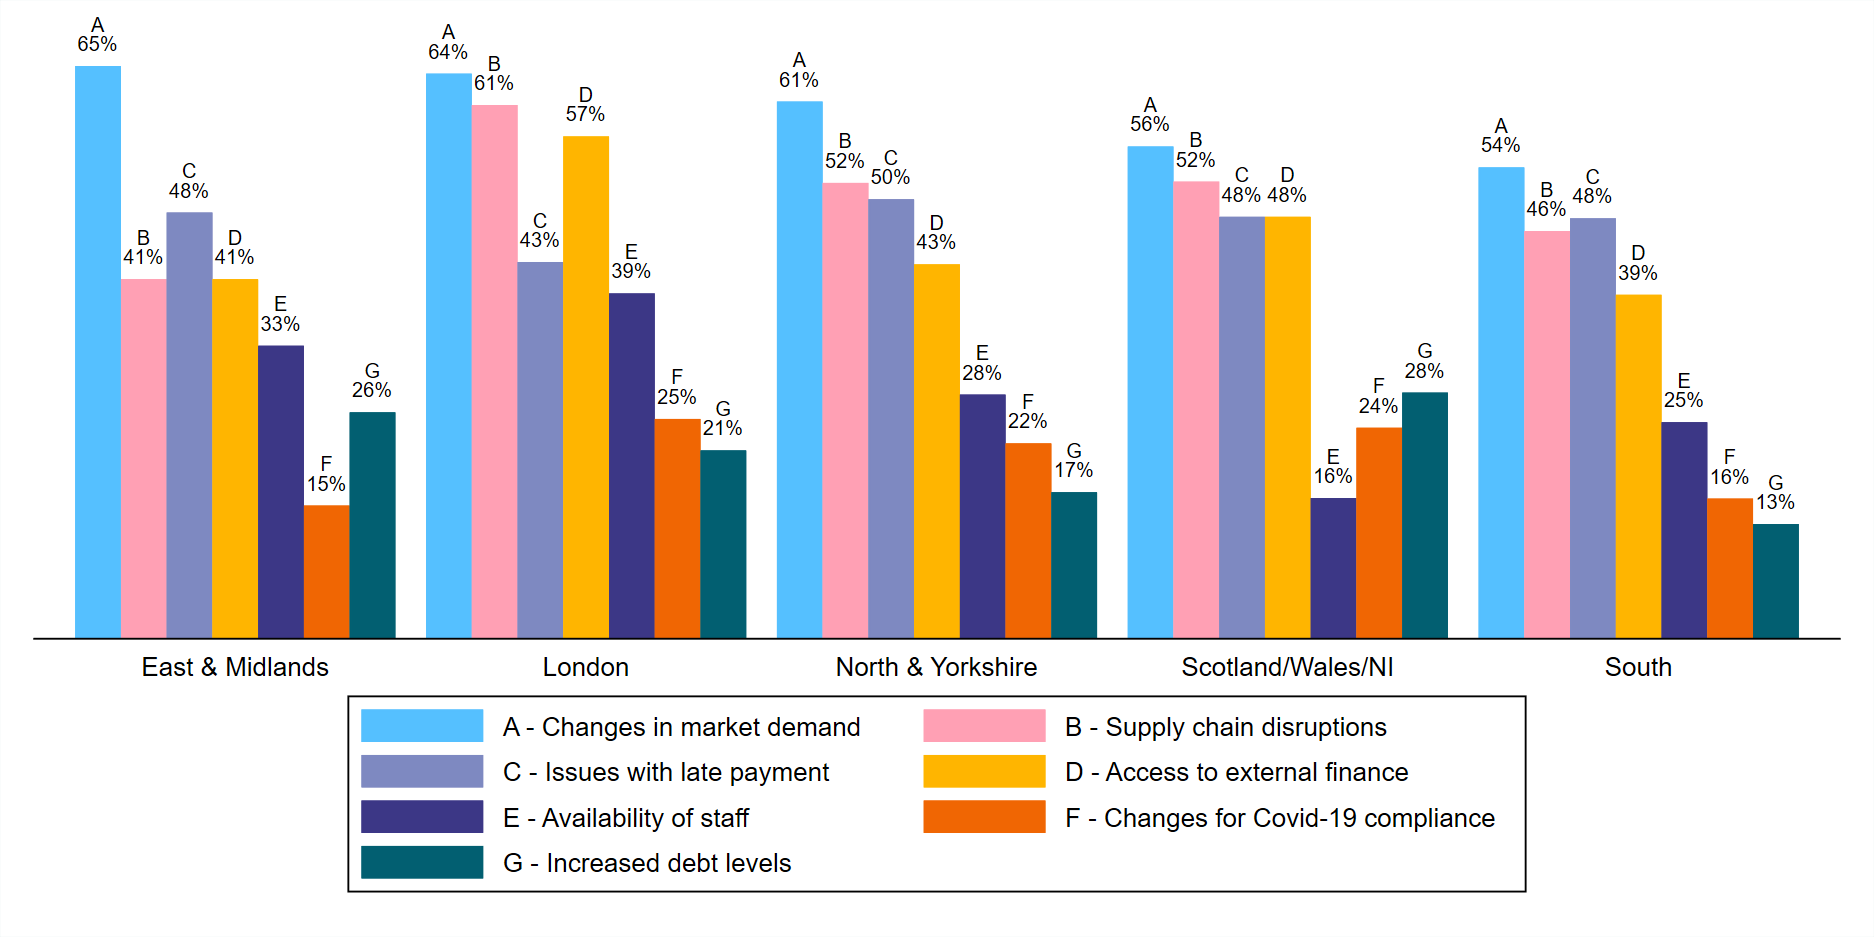 A
65%
B
41%
C
48%
D
41%
E
33%
F
15%
G
26%
A
64%
B
61%
C
43%
D
57%
E
39%
F
25%
G
21%
A
61%
B
52%
C
50%
D
43%
E
28%
F
22%
G
17%
A
56%
B
52%
C
48%
D
48%
E
16%
F
24%
G
28%
A
54%
B
46%
C
48%
D
39%
E
25%
F
16%
G
13%
East & Midlands
London
North & Yorkshire
Scotland/Wales/NI
South
A - Changes in market demand
B - Supply chain disruptions
C - Issues with late payment
D - Access to external finance
E - Availability of staff
F - Changes for Covid-19 compliance
G - Increased debt levels